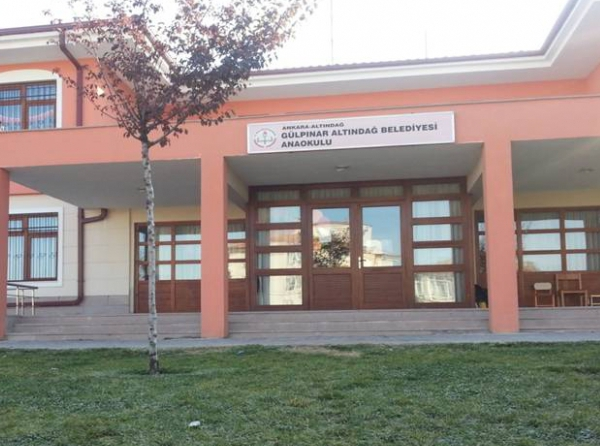 ANKARA-ALTINDAĞ
GÜLPINAR ALTINDAĞ BELEDİYESİ
ANAOKULU